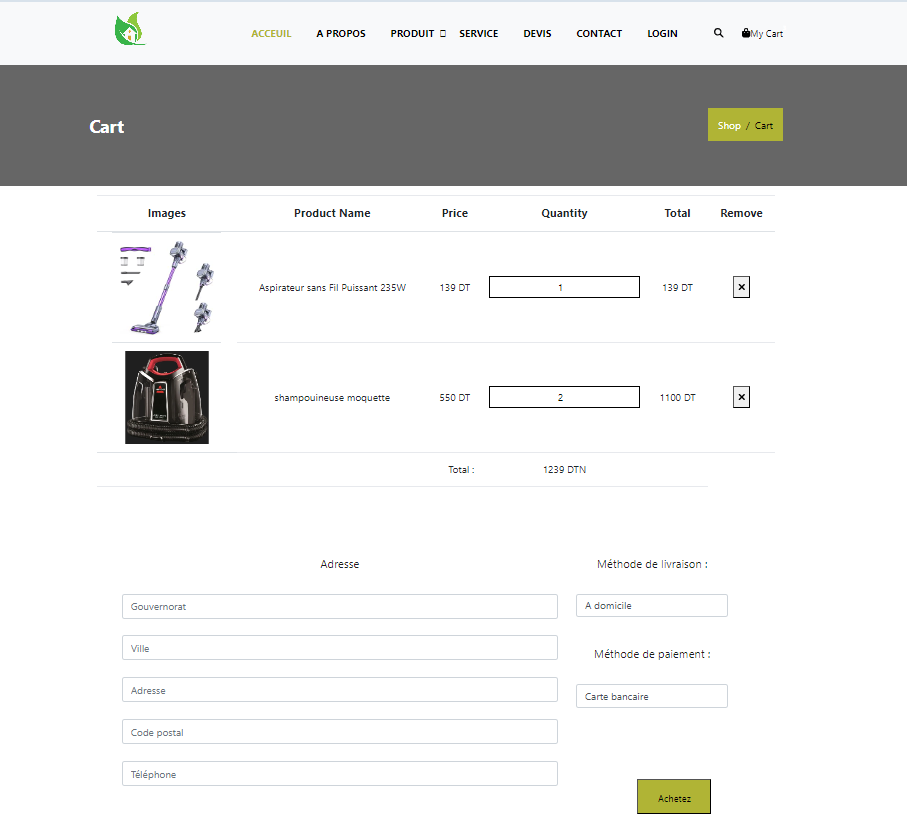 ACCEUIL A PROPOS PRODUIT SERVICE DEVIS CONTACT LOGIN My Cart
Cart
Shop / Cart
Images Product Name Price Quantity Total Remove
Aspirateur sans Fil Puissant 235W 139 DT 1 139 DT ×
shampouineuse moquette 550 DT 2 1100 DT ×
Total : 1239 DTN
Adresse
Méthode de livraison :
Gouvernorat
A domicile
Ville
Méthode de paiement :
Adresse
Carte bancaire
Code postal
Téléphone
Achetez